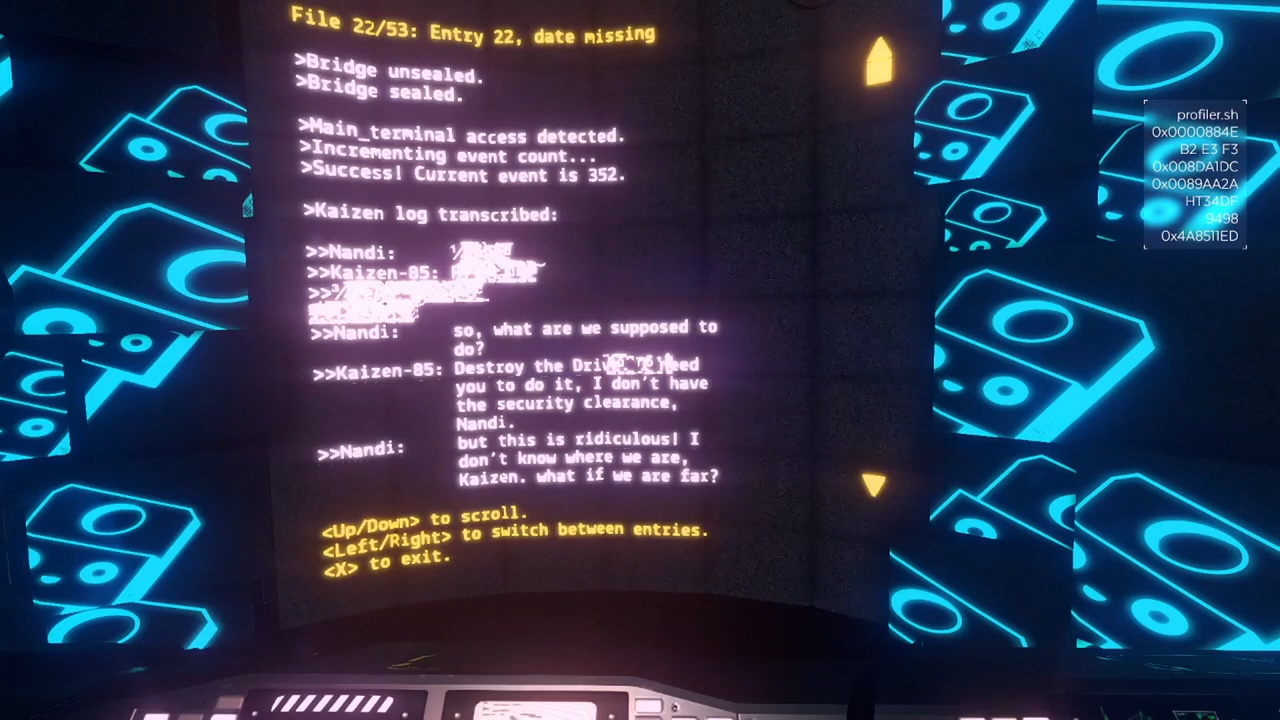 File 22/53: Entry 22, date missing
>Bridge unsealed.
>Bridge sealed.
>Main_terminal access detected.
>Incrementing event count...
>Success! Current event is 352.
>Kaizen log transcribed:
>>Nandi:
>>Kaizen-85:
>>
>>Nandi: so, what are we supposed to
do?
>>Kaizen-85: Destroy the need
you to do it, I don't have
the security clearance,
Nandi.
>>Nandi: but this is ridiculous! I
don't know where we are,
Kaizen. what if we are far?
<Up/Down> to scroll.
<Left/Right> to switch between entries.
<X> to exit.
profiler.sh
0x0000884E
B2 E3 F3
0x008DA1DC
0x0089AA2A
HT34DF
9498
0x4A8511ED